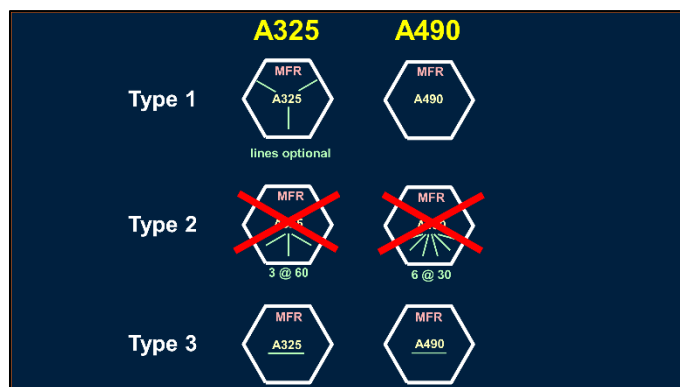 A325 A490
Type 1
MFR
A325
MFR
A490
lines optional
Type 2
MFR
MFR
3 @ 60
6 @ 30
Type 3
MFR
A325
MFR
A490